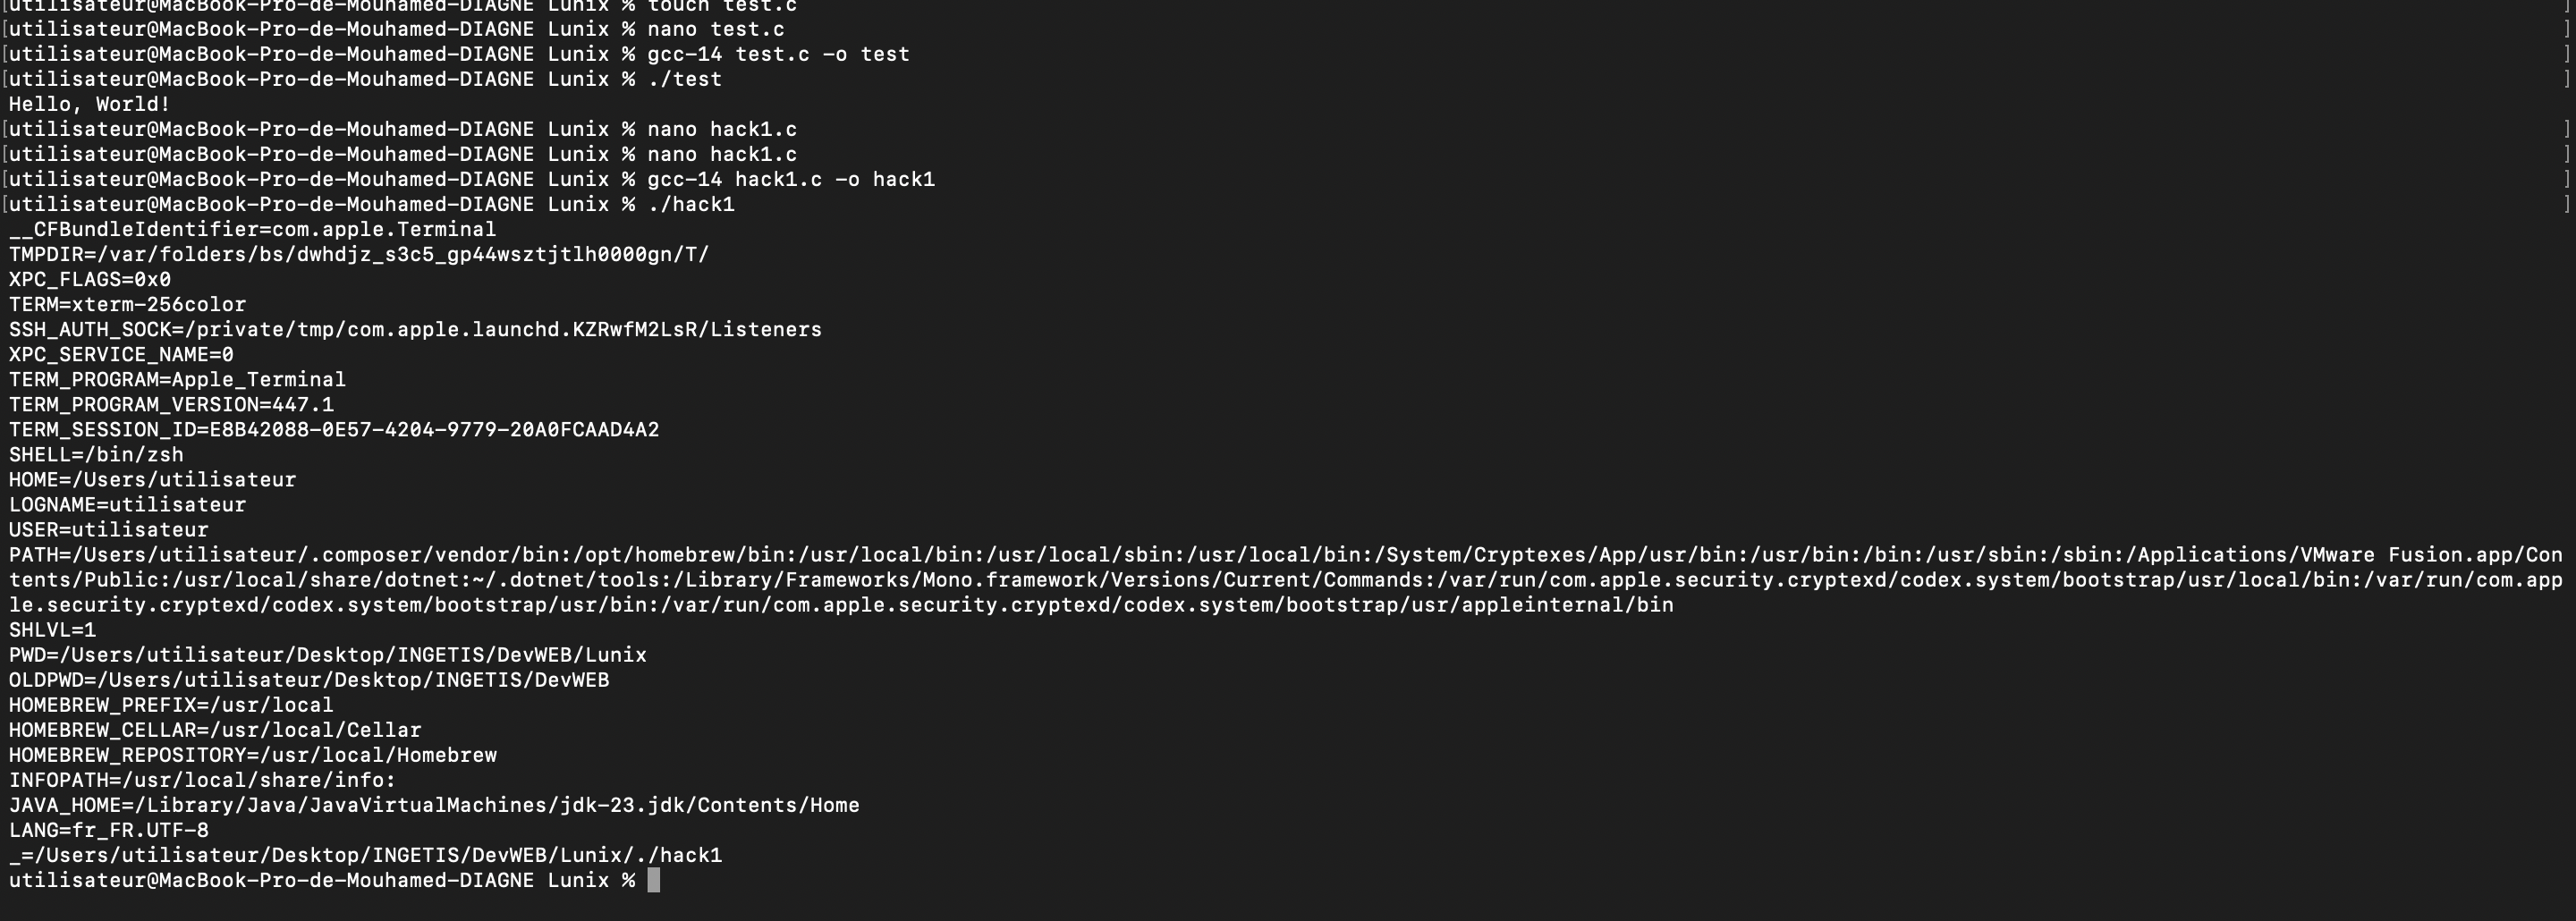 [utilisateur@MacBook-Pro-de-Mouhamed-DIAGNE Lunix % touch test.c ]
[utilisateur@MacBook-Pro-de-Mouhamed-DIAGNE Lunix % nano test.c ]
[utilisateur@MacBook-Pro-de-Mouhamed-DIAGNE Lunix % gcc-14 test.c -o test ]
[utilisateur@MacBook-Pro-de-Mouhamed-DIAGNE Lunix % ./test ]
Hello, World!
[utilisateur@MacBook-Pro-de-Mouhamed-DIAGNE Lunix % nano hack1.c ]
[utilisateur@MacBook-Pro-de-Mouhamed-DIAGNE Lunix % nano hack1.c ]
[utilisateur@MacBook-Pro-de-Mouhamed-DIAGNE Lunix % gcc-14 hack1.c -o hack1 ]
[utilisateur@MacBook-Pro-de-Mouhamed-DIAGNE Lunix % ./hack1 ]
__CFBundleIdentifier=com.apple.Terminal
TMPDIR=/var/folders/bs/dwhdjz_s3c5_gp44wsztjtlh0000gn/T/
XPC_FLAGS=0x0
TERM=xterm-256color
SSH_AUTH_SOCK=/private/tmp/com.apple.launchd.KZRwfM2LsR/Listeners
XPC_SERVICE_NAME=0
TERM_PROGRAM=Apple_Terminal
TERM_PROGRAM_VERSION=447.1
TERM_SESSION_ID=E8B42088-0E57-4204-9779-20A0FCAAD4A2
SHELL=/bin/zsh
HOME=/Users/utilisateur
LOGNAME=utilisateur
USER=utilisateur
PATH=/Users/utilisateur/.composer/vendor/bin:/opt/homebrew/bin:/usr/local/bin:/usr/local/sbin:/usr/local/bin:/System/Cryptexes/App/usr/bin:/usr/bin:/bin:/usr/sbin:/sbin:/Applications/VMware Fusion.app/Con
tents/Public:/usr/local/share/dotnet:~/.dotnet/tools:/Library/Frameworks/Mono.framework/Versions/Current/Commands:/var/run/com.apple.security.cryptexd/codex.system/bootstrap/usr/local/bin:/var/run/com.app
le.security.cryptexd/codex.system/bootstrap/usr/bin:/var/run/com.apple.security.cryptexd/codex.system/bootstrap/usr/appleinternal/bin
SHLVL=1
PWD=/Users/utilisateur/Desktop/INGETIS/DevWEB/Lunix
OLDPWD=/Users/utilisateur/Desktop/INGETIS/DevWEB
HOMEBREW_PREFIX=/usr/local
HOMEBREW_CELLAR=/usr/local/Cellar
HOMEBREW_REPOSITORY=/usr/local/Homebrew
INFOPATH=/usr/local/share/info:
JAVA_HOME=/Library/Java/JavaVirtualMachines/jdk-23.jdk/Contents/Home
LANG=fr_FR.UTF-8
_=/Users/utilisateur/Desktop/INGETIS/DevWEB/Lunix/./hack1
utilisateur@MacBook-Pro-de-Mouhamed-DIAGNE Lunix %